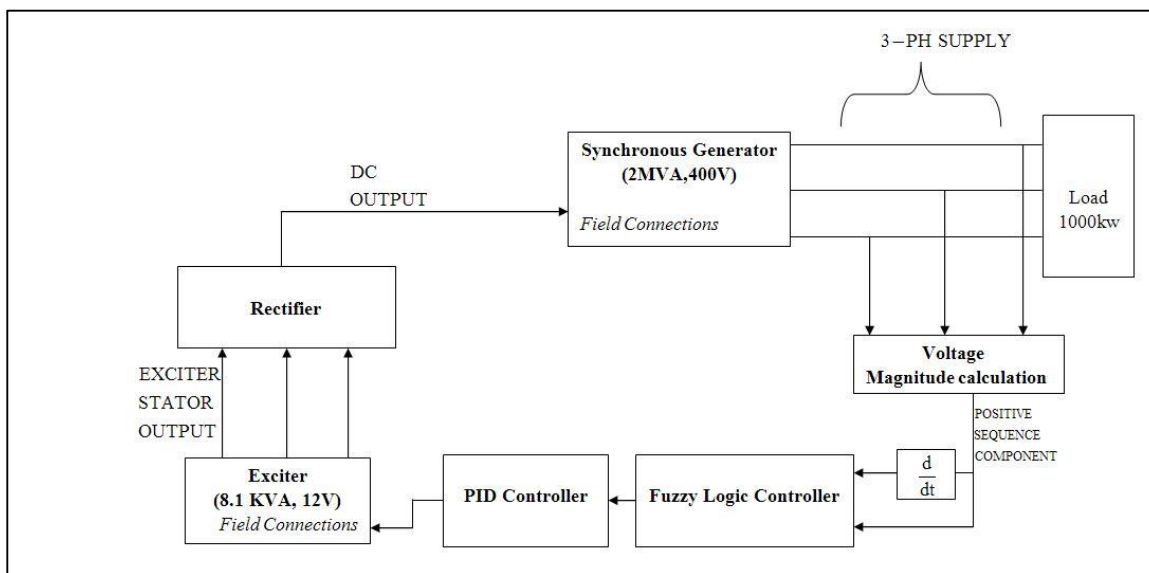 3–PH SUPPLY
Synchronous Generator
(2MVA,400V)
Field Connections
Load
1000kw
DC
OUTPUT
Rectifier
Voltage
Magnitude calculation
EXCITER
STATOR
OUTPUT
POSITIVE
SEQUENCE
COMPONENT
d
dt
Exciter
(8.1 KVA, 12V)
Field Connections
PID Controller
Fuzzy Logic Controller